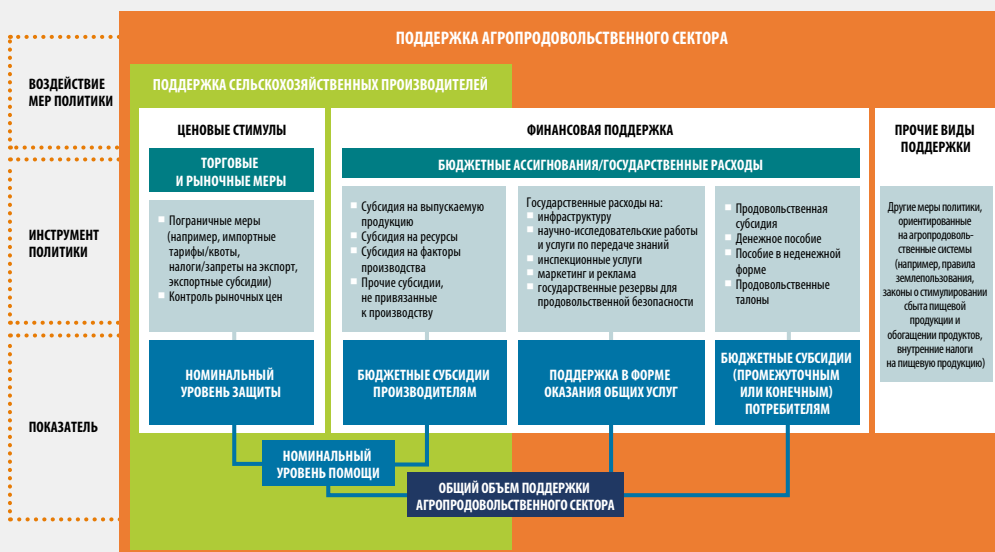 ПОДДЕРЖКА АГРОПРОДОВОЛЬСТВЕННОГО СЕКТОРА
ВОЗДЕЙСТВИЕ
МЕР ПОЛИТИКИ
ПОДДЕРЖКА СЕЛЬСКОХОЗЯЙСТВЕННЫХ ПРОИЗВОДИТЕЛЕЙ
ЦЕНОВЫЕ СТИМУЛЫ
ФИНАНСОВАЯ ПОДДЕРЖКА
ПРОЧИЕ ВИДЫ
ПОДДЕРЖКИ
ИНСТРУМЕНТ
ПОЛИТИКИ
ТОРГОВЫЕ
И РЫНОЧНЫЕ МЕРЫ
БЮДЖЕТНЫЕ АССИГНОВАНИЯ/ГОСУДАРСТВЕННЫЕ РАСХОДЫ
Пограничные меры
(например, импортные
тарифы/квоты,
налоги/запреты на экспорт,
экспортные субсидии)
Контроль рыночных цен
Субсидия на выпускаемую
продукцию
Субсидия на ресурсы
Субсидия на факторы
производства
Прочие субсидии,
не привязанные
к производству
Государственные расходы на:
инфраструктуру
научно-исследовательские работы
и услуги по передаче знаний
инспекционные услуги
маркетинг и реклама
государственные резервы для
продовольственной безопасности
Продовольственная
субсидия
Денежное пособие
Пособие в неденежной
форме
Продовольственные
талоны
Другие меры политики,
ориентированные
на агропродоволь-
ственные системы
(например, правила
землепользования,
законы о стимулировании
сбыта пищевой
продукции и
обогащении продуктов,
внутренние налоги
на пищевую продукцию)
ПОКАЗАТЕЛЬ
НОМИНАЛЬНЫЙ
УРОВЕНЬ ЗАЩИТЫ
БЮДЖЕТНЫЕ СУБСИДИИ
ПРОИЗВОДИТЕЛЯМ
ПОДДЕРЖКА В ФОРМЕ
ОКАЗАНИЯ ОБЩИХ УСЛУГ
БЮДЖЕТНЫЕ СУБСИДИИ
(ПРОМЕЖУТОЧНЫМ
ИЛИ КОНЕЧНЫМ)
ПОТРЕБИТЕЛЯМ
НОМИНАЛЬНЫЙ
УРОВЕНЬ ПОМОЩИ
ОБЩИЙ ОБЪЕМ ПОДДЕРЖКИ
АГРОПРОДОВОЛЬСТВЕННОГО СЕКТОРА